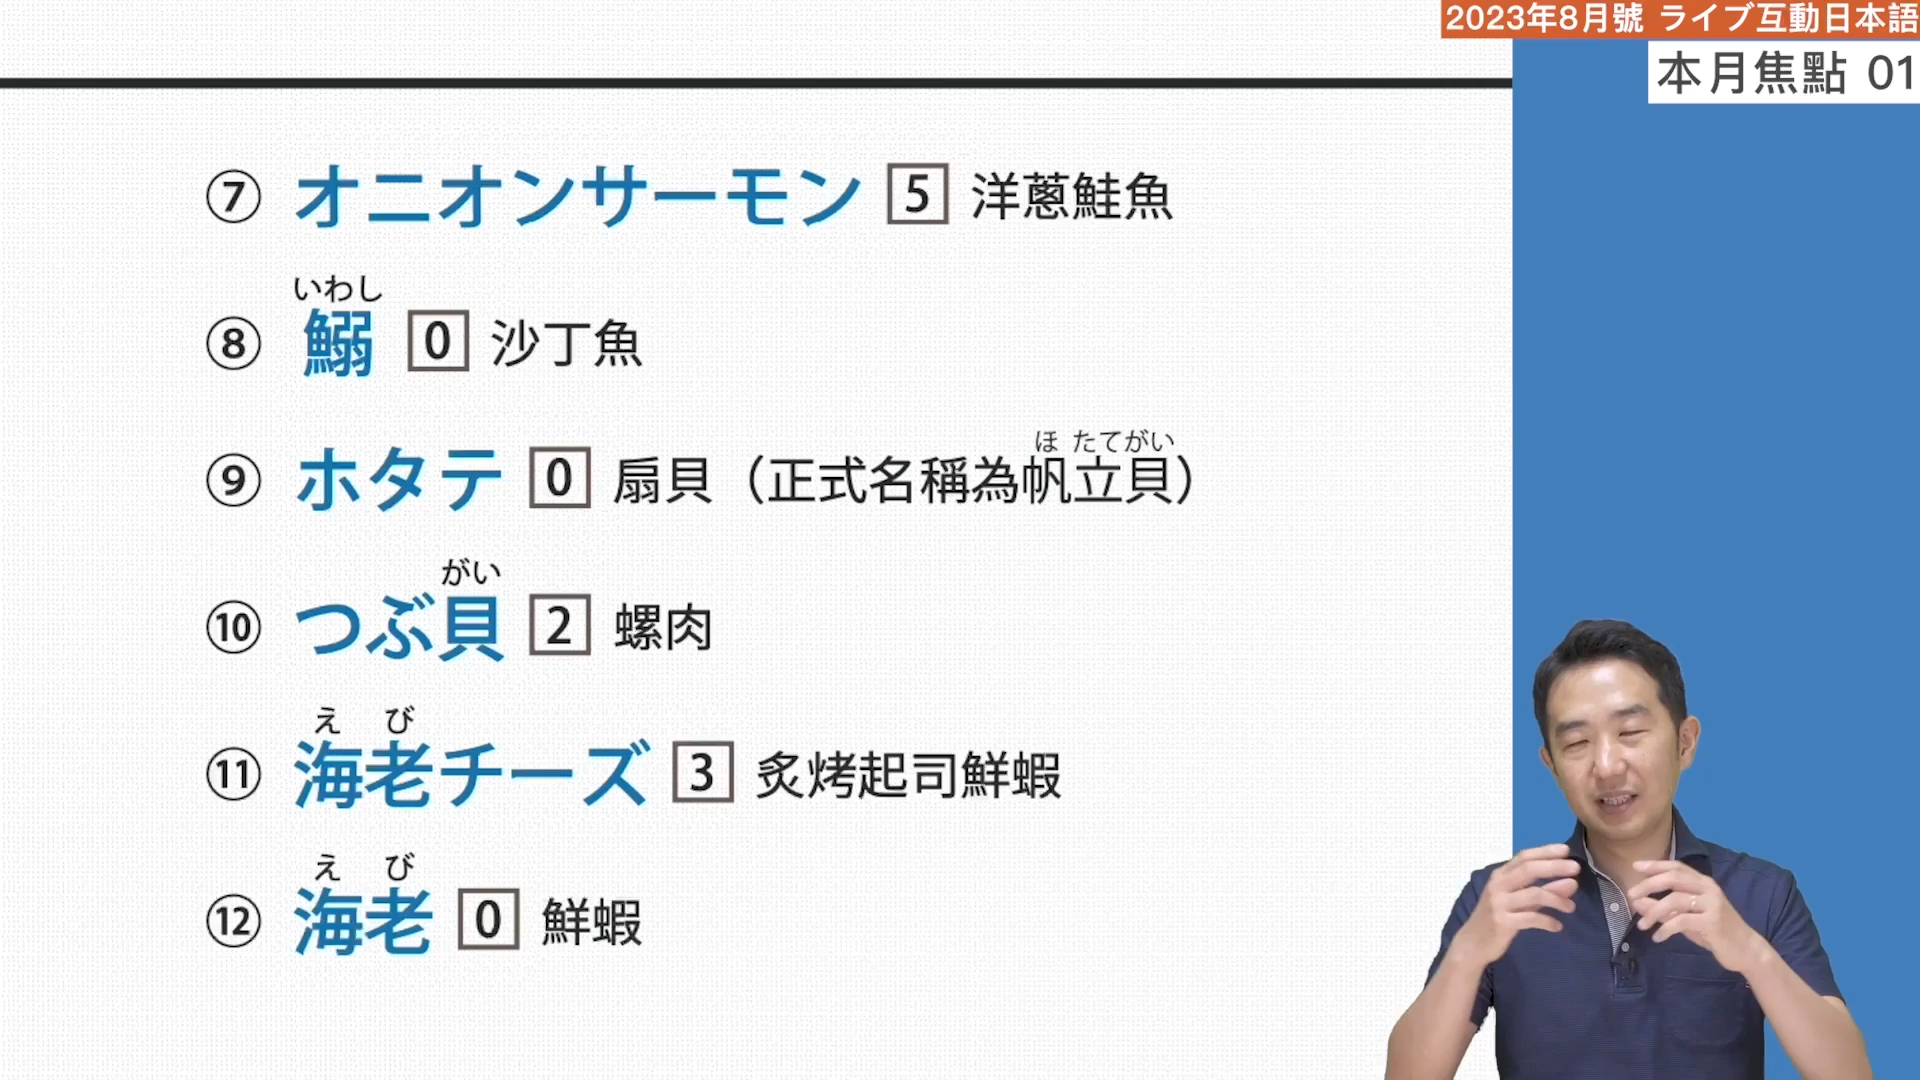 2023年8月號 ライブ互動日本語
本月焦點 01
⑦ オニオンサーモン 5 洋蔥鮭魚
いわし
⑧ 鰯 0 沙丁魚
ほ たてがい
⑨ ホタテ 0 扇貝（正式名稱為帆立貝）
がい
⑩ つぶ貝 2 螺肉
え び
⑪ 海老チーズ 3 炙烤起司鮮蝦
え び
⑫ 海老 0 鮮蝦